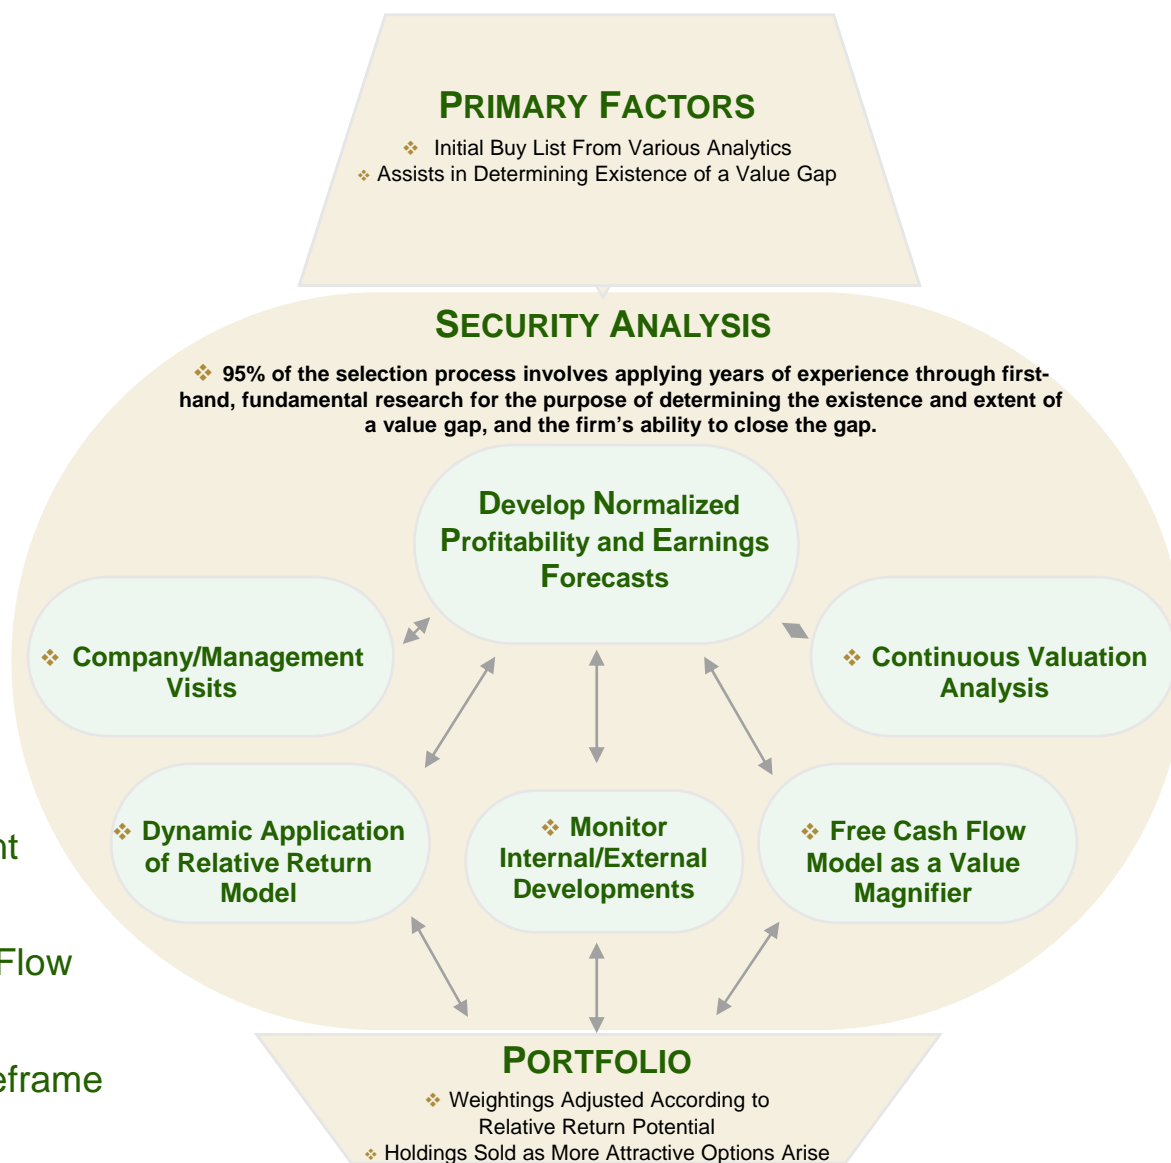 PRIMARY FACTORS
❖ Initial Buy List From Various Analytics
❖ Assists in Determining Existence of a Value Gap
SECURITY ANALYSIS
❖ 95% of the selection process involves applying years of experience through first-
hand, fundamental research for the purpose of determining the existence and extent of
a value gap, and the firm’s ability to close the gap.
Develop Normalized
Profitability and Earnings
Forecasts
❖ Company/Management
Visits
❖ Continuous Valuation
Analysis
❖ Dynamic Application
of Relative Return
Model
❖ Monitor
Internal/External
Developments
❖ Free Cash Flow
Model as a Value
Magnifier
Flow
PORTFOLIO
❖ Weightings Adjusted According to
Relative Return Potential
❖ Holdings Sold as More Attractive Options Arise